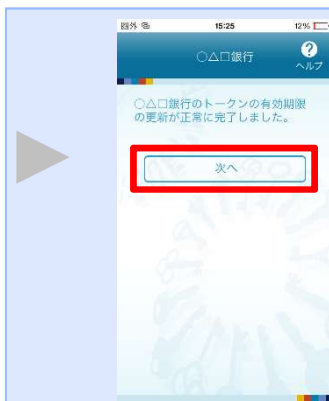 圏外 15:25 12%
○△□銀行 ヘルプ
○△□銀行のトークンの有効期限
の更新が正常に完了しました。
次へ